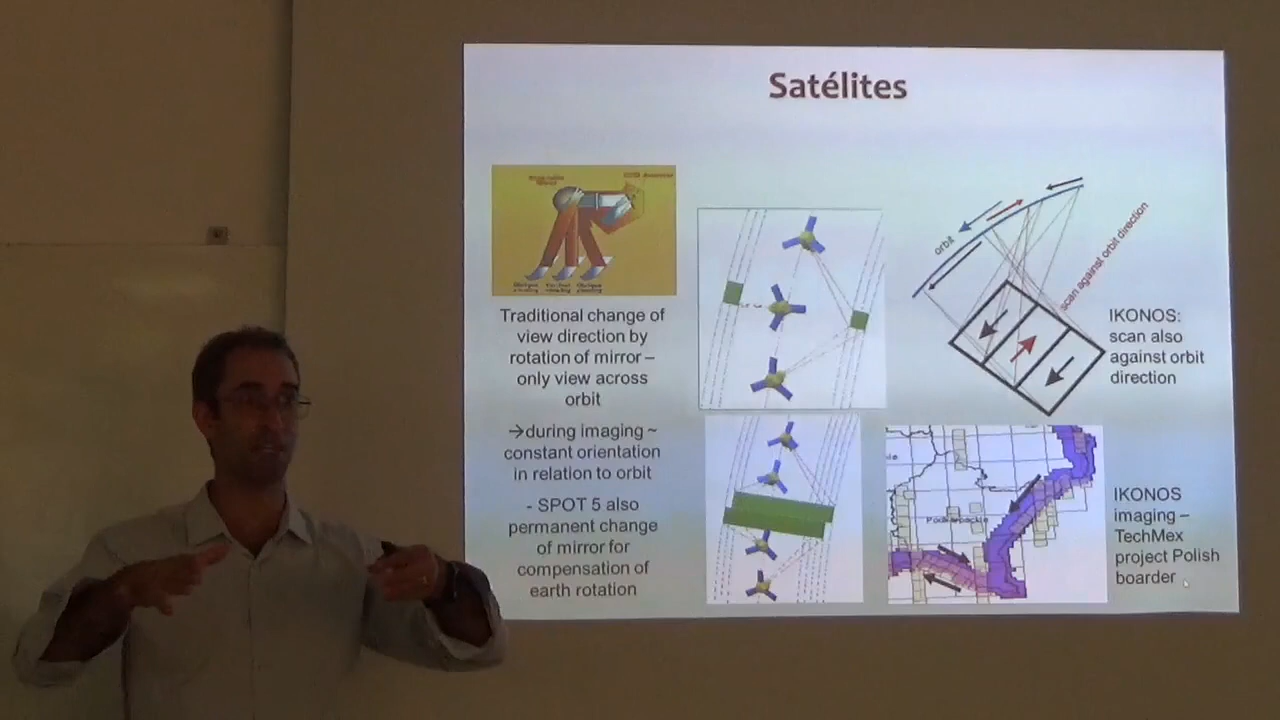 Satélites
Traditional change of
view direction by
rotation of mirror –
only view across
orbit
→during imaging ~
constant orientation
in relation to orbit
- SPOT 5 also
permanent change
of mirror for
compensation of
earth rotation
orbit
scan against orbit direction
IKONOS:
scan also
against orbit
direction
Podkarpackie
IKONOS
imaging –
TechMex
project Polish
boarder